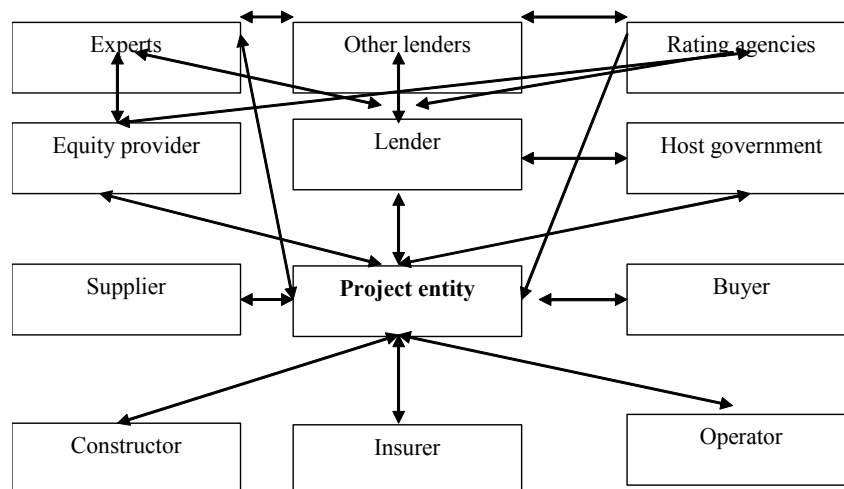 Experts
Other lenders
Rating agencies
Equity provider
Lender
Host government
Supplier
Project entity
Buyer
Constructor
Insurer
Operator